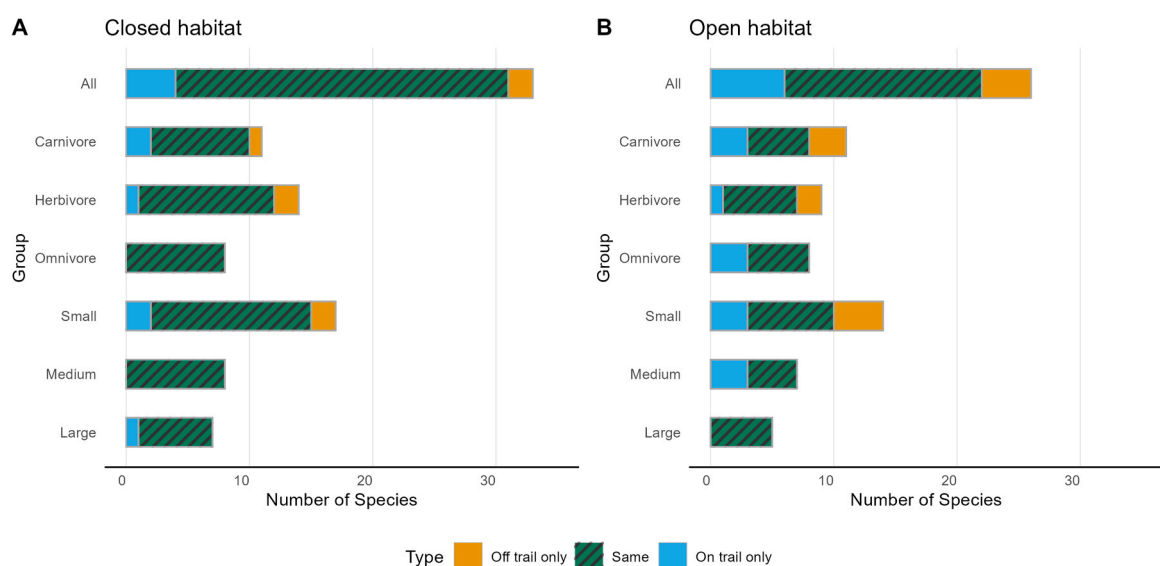 A Closed habitat
All
Carnivore
Herbivore
Omnivore
Small
Medium
Large
Group
0 10 20 30
Number of Species
B Open habitat
All
Carnivore
Herbivore
Omnivore
Small
Medium
Large
Group
0 10 20 30
Number of Species
Type Off trail only Same On trail only